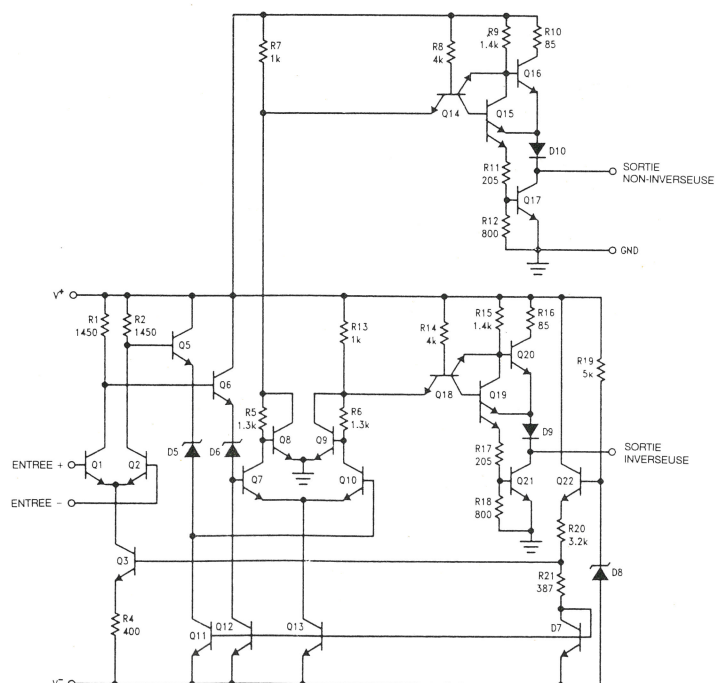 R7
1k
R8
4k
R9
1.4k
R10
85
Q16
Q14
Q15
D10
SORTIE
NON-INVERSEUSE
R11
205
Q17
R12
800
GND
V+
R1
1450
R2
1450
Q5
Q6
R13
1k
R14
4k
R15
1.4k
R16
85
Q20
R19
5k
Q18
Q19
R5
1.3k
Q8
Q9
R6
1.3k
D9
D5
D6
R17
205
SORTIE
INVERSEUSE
ENTREE +
Q1
Q2
Q7
Q10
Q21
Q22
ENTREE −
R18
800
R20
3.2k
Q3
R21
387
D8
R4
400
Q11
Q12
Q13
D7
V−